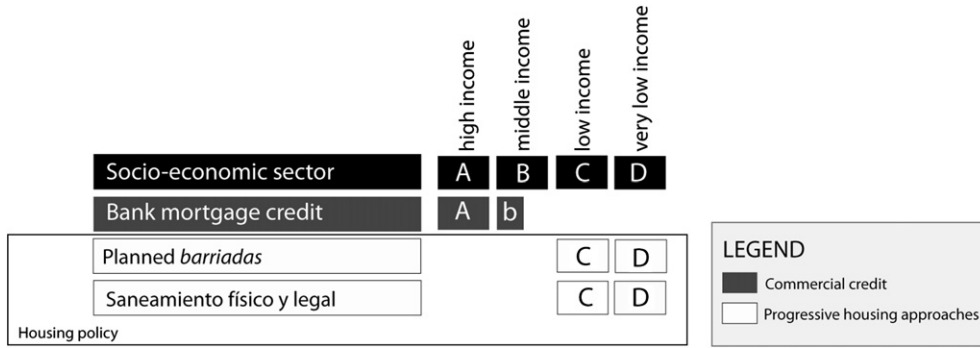 high income
middle income
low income
very low income
Socio-economic sector A B C D
Bank mortgage credit A b
Planned barriadas C D
Saneamiento físico y legal C D
Housing policy
LEGEND
Commercial credit
Progressive housing approaches